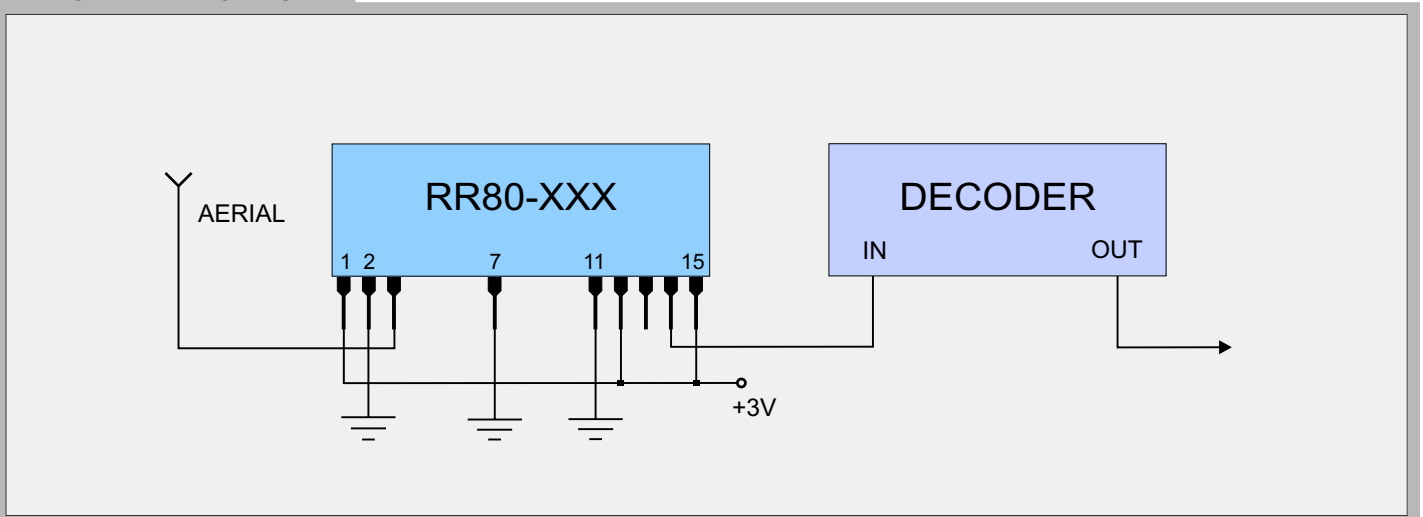 RR80-XXX
DECODER
AERIAL
1 2 7 11 15
IN OUT
+3V